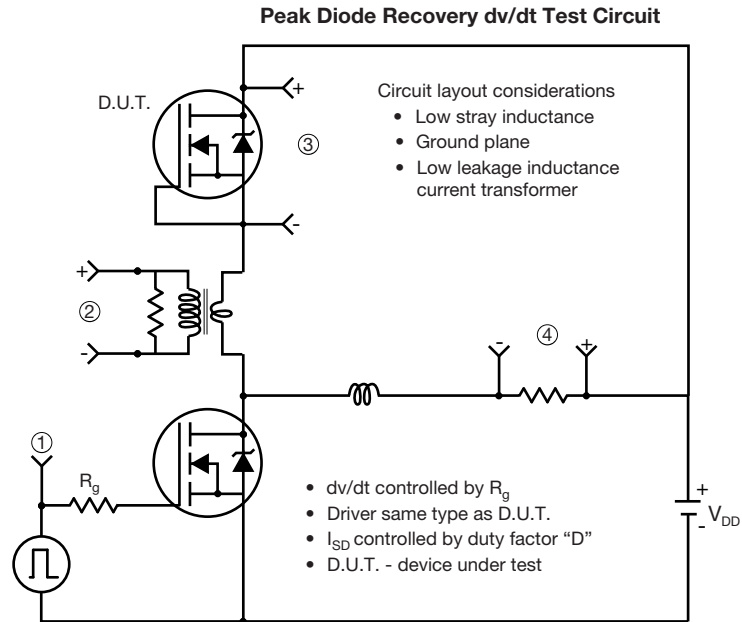 Peak Diode Recovery dv/dt Test Circuit
D.U.T.
+
③
-
Circuit layout considerations
• Low stray inductance
• Ground plane
• Low leakage inductance
current transformer
+
②
-
-
④
+
①
Rg
• dv/dt controlled by Rg
• Driver same type as D.U.T.
• ISD controlled by duty factor “D”
• D.U.T. - device under test
+
VDD
-